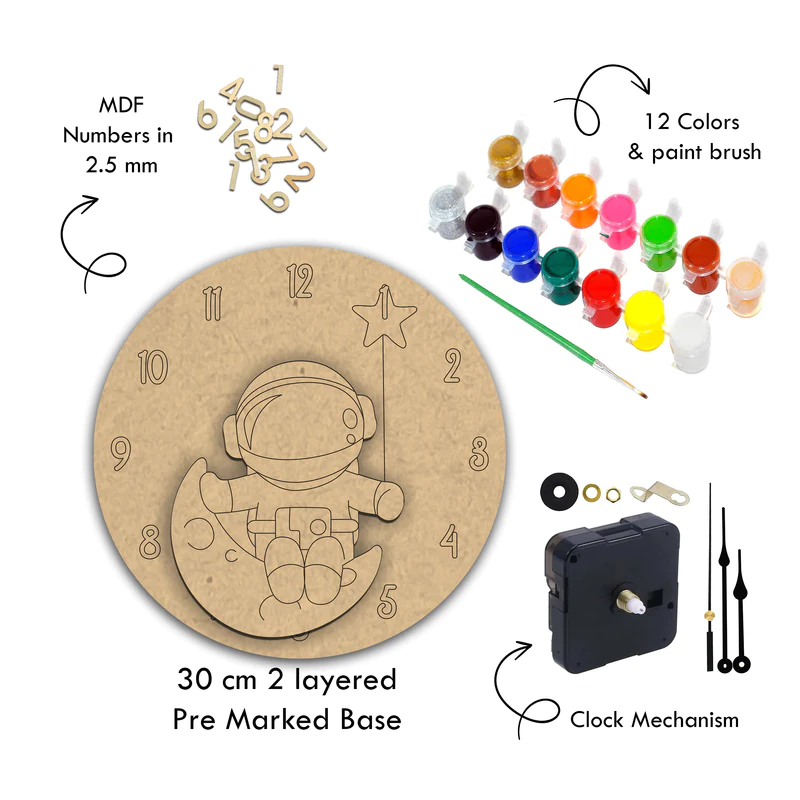 MDF
Numbers in
2.5 mm
12 Colors
& paint brush
12
11
1
10
2
9
3
8
4
5
30 cm 2 layered
Pre Marked Base
Clock Mechanism